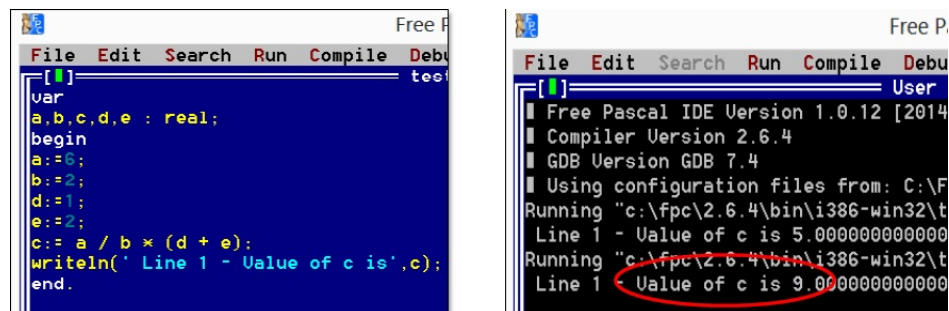 Free P
File Edit Search Run Compile Debu
[ ] test
var
a,b,c,d,e : real;
begin
a:=6;
b:=2;
d:=1;
e:=2;
c:= a / b * (d + e);
writeln(' Line 1 - Value of c is',c);
end.
Free Pa
File Edit Search Run Compile Debu
[ ] User
Free Pascal IDE Version 1.0.12 [2014
Compiler Version 2.6.4
GDB Version GDB 7.4
Using configuration files from: C:\F
Running "c:\fpc\2.6.4\bin\i386-win32\t
Line 1 - Value of c is 5.000000000000
Running "c:\fpc\2.6.4\bin\i386-win32\t
Line 1 - Value of c is 9.000000000000